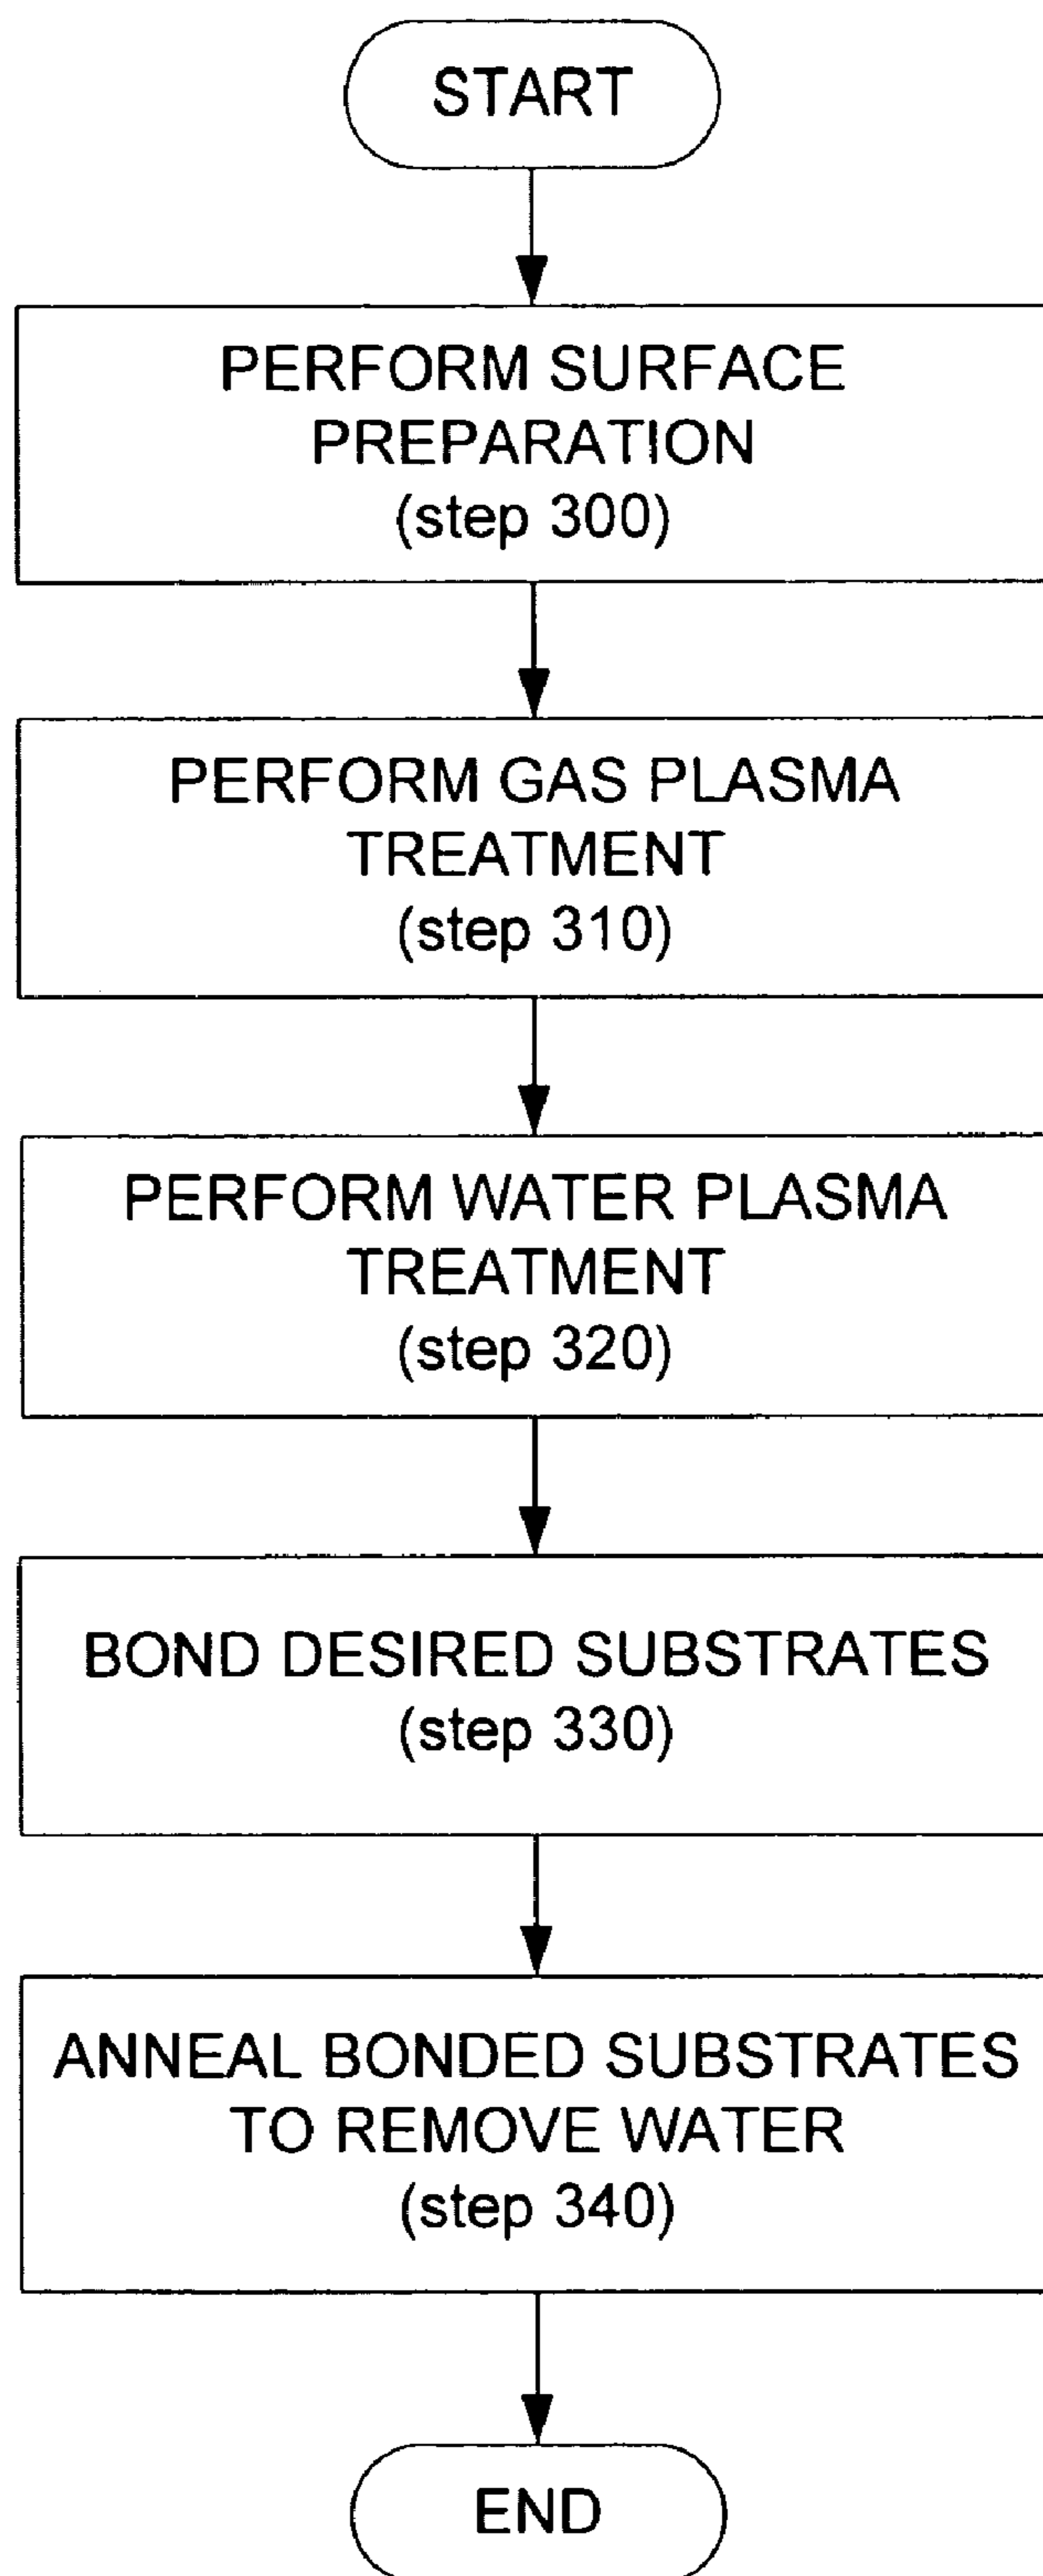 START
PERFORM SURFACE
PREPARATION
(step 300)
PERFORM GAS PLASMA
TREATMENT
(step 310)
PERFORM WATER PLASMA
TREATMENT
(step 320)
BOND DESIRED SUBSTRATES
(step 330)
ANNEAL BONDED SUBSTRATES
TO REMOVE WATER
(step 340)
END